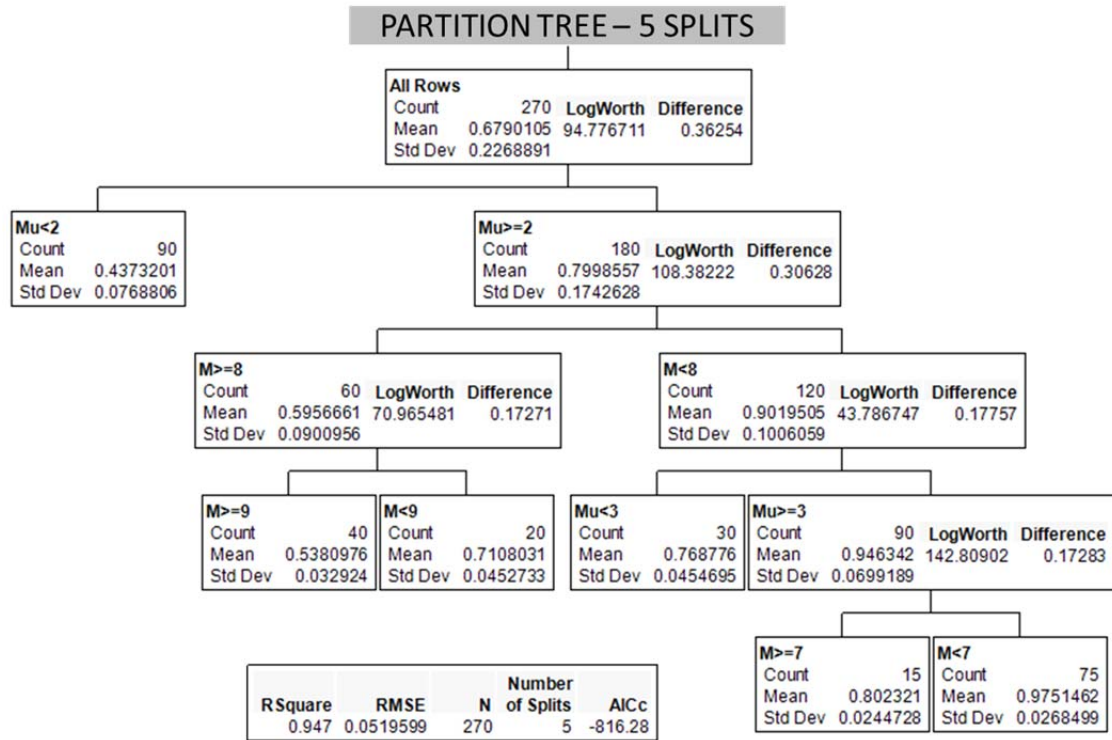 PARTITION TREE – 5 SPLITS
All Rows
Count 270 LogWorth Difference
Mean 0.6790105 94.776711 0.36254
Std Dev 0.2268891
Mu<2
Count 90
Mean 0.4373201
Std Dev 0.0768806
Mu>=2
Count 180 LogWorth Difference
Mean 0.7998557 108.38222 0.30628
Std Dev 0.1742628
M>=8
Count 60 LogWorth Difference
Mean 0.5956661 70.965481 0.17271
Std Dev 0.0900956
M<8
Count 120 LogWorth Difference
Mean 0.9019505 43.786747 0.17757
Std Dev 0.1006059
M>=9
Count 40
Mean 0.5380976
Std Dev 0.032924
M<9
Count 20
Mean 0.7108031
Std Dev 0.0452733
Mu<3
Count 30
Mean 0.768776
Std Dev 0.0454695
Mu>=3
Count 90 LogWorth Difference
Mean 0.946342 142.80902 0.17283
Std Dev 0.0699189
M>=7
Count 15
Mean 0.802321
Std Dev 0.0244728
M<7
Count 75
Mean 0.9751462
Std Dev 0.0268499
Number
RSquare RMSE N of Splits AICc
0.947 0.0519599 270 5 -816.28